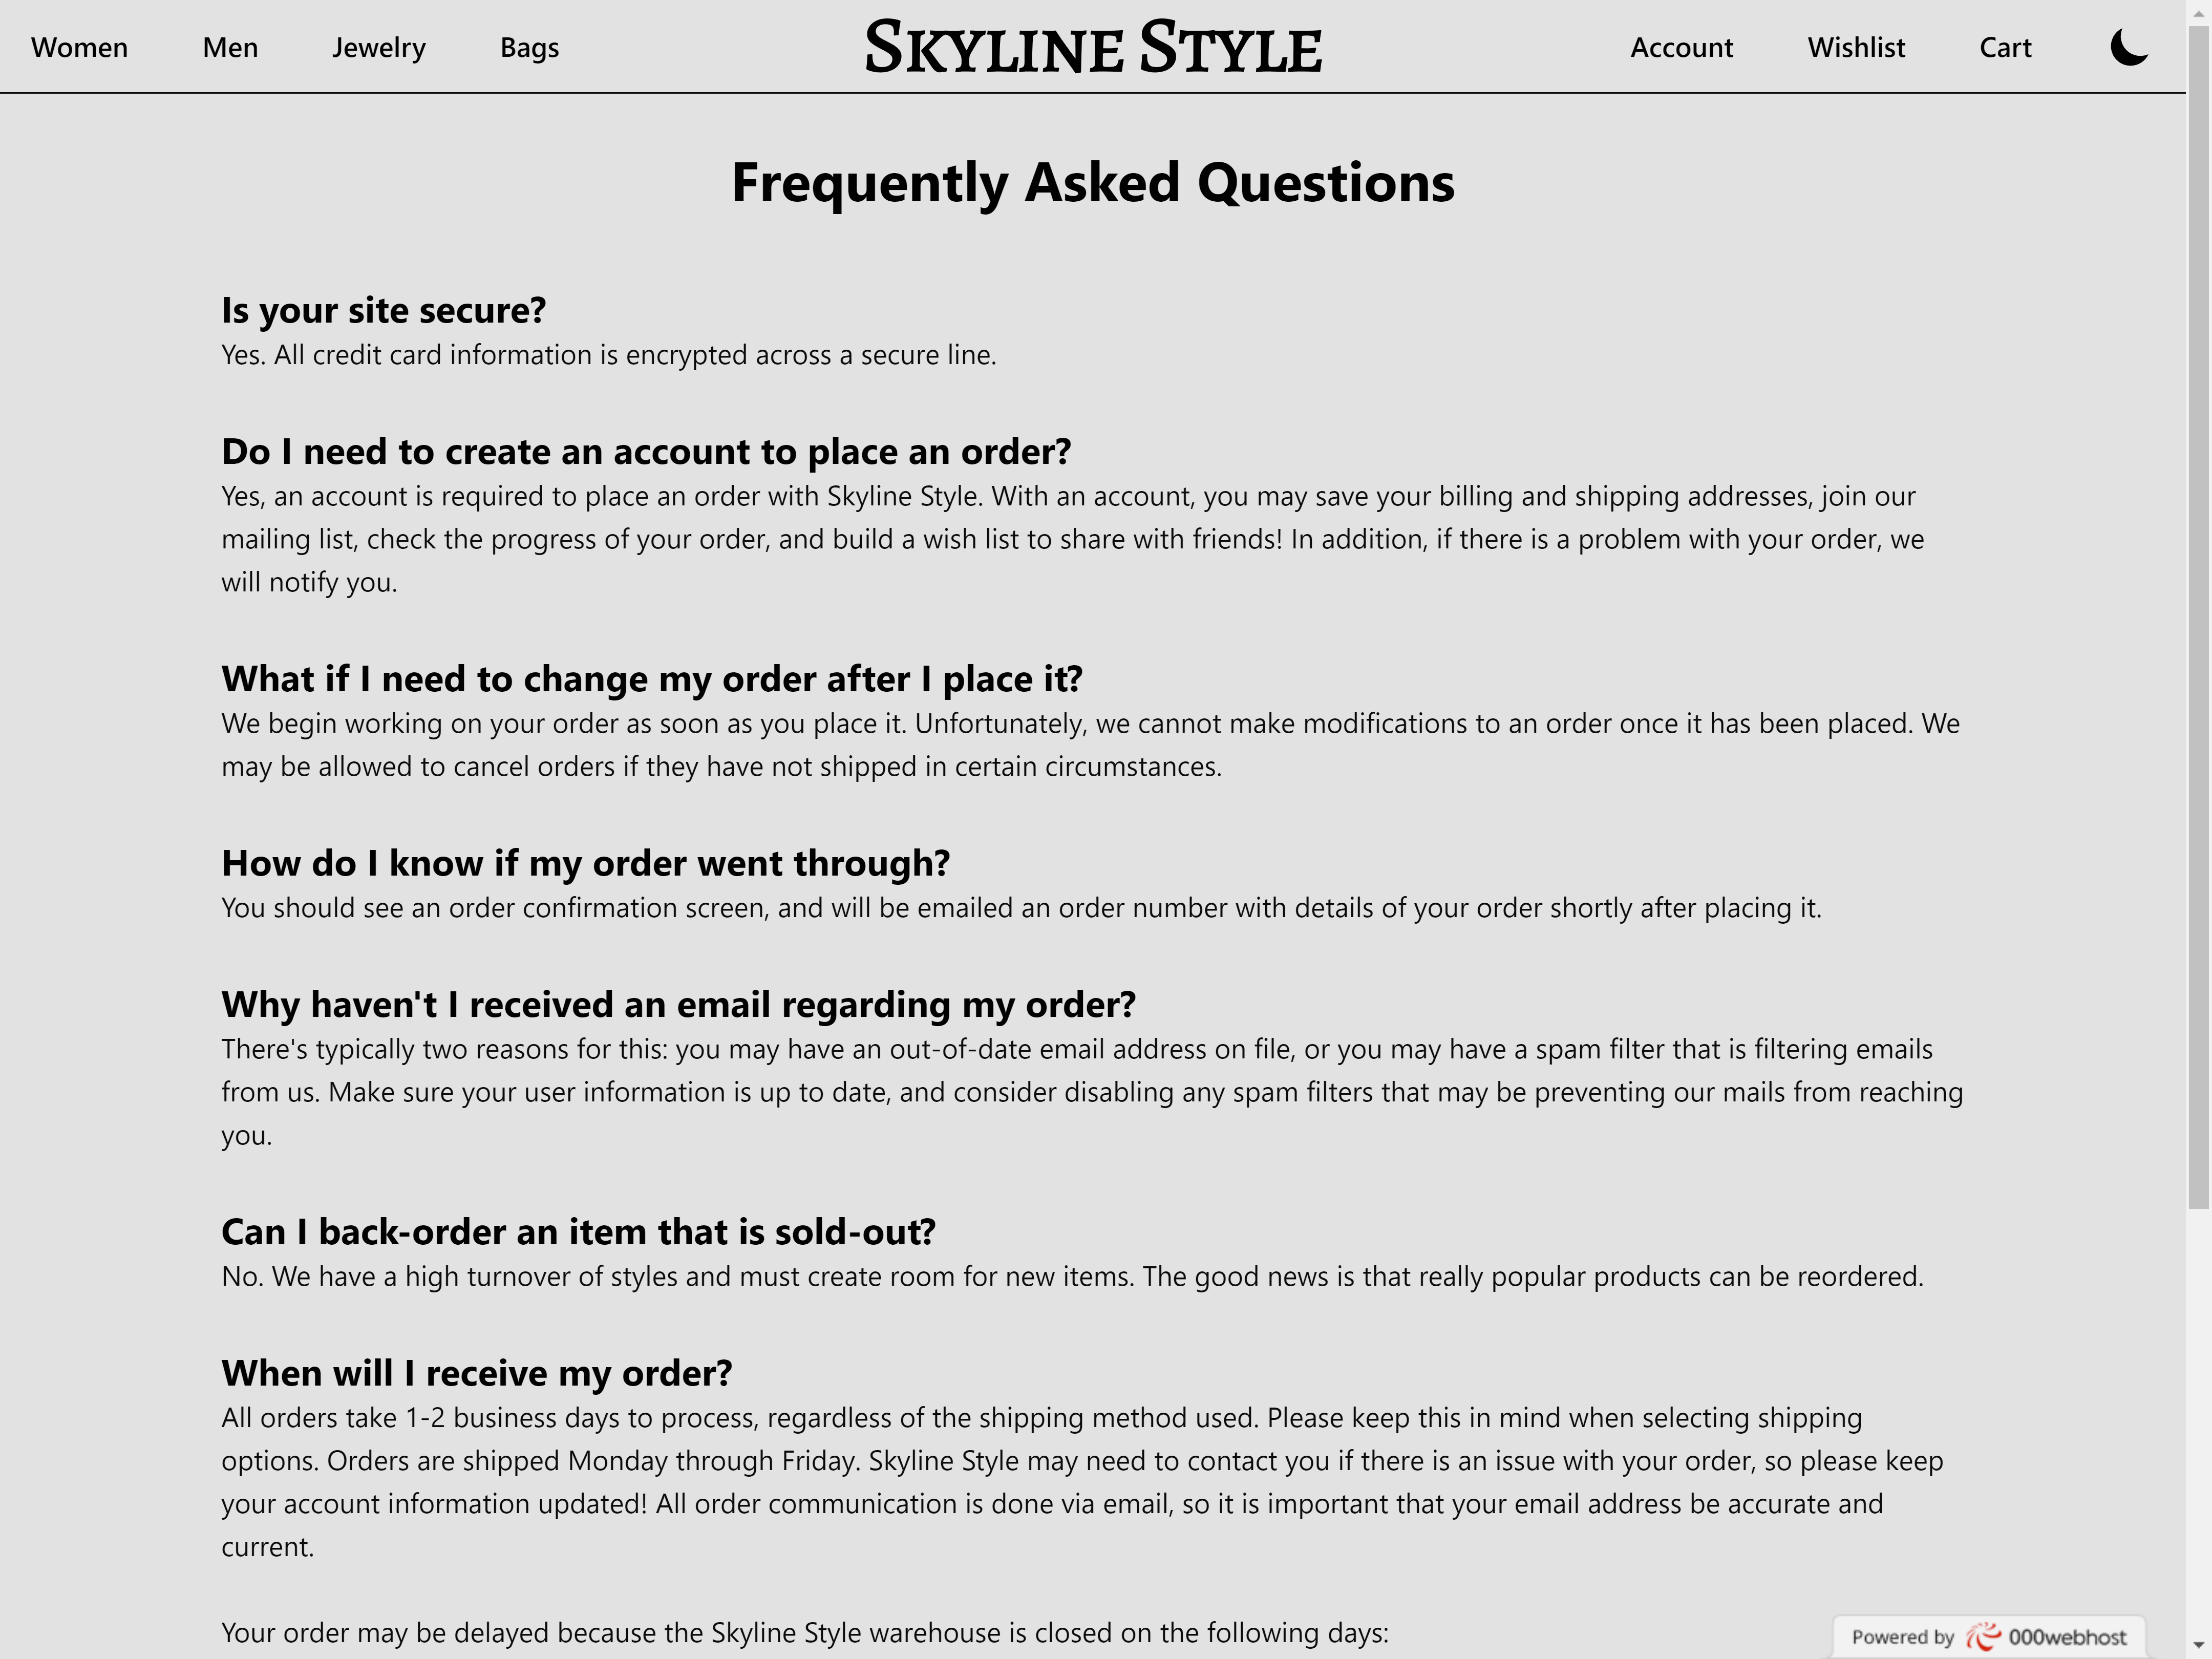 Women Men Jewelry Bags SKYLINE STYLE Account Wishlist Cart
Frequently Asked Questions
Is your site secure?
Yes. All credit card information is encrypted across a secure line.
Do I need to create an account to place an order?
Yes, an account is required to place an order with Skyline Style. With an account, you may save your billing and shipping addresses, join our
mailing list, check the progress of your order, and build a wish list to share with friends! In addition, if there is a problem with your order, we
will notify you.
What if I need to change my order after I place it?
We begin working on your order as soon as you place it. Unfortunately, we cannot make modifications to an order once it has been placed. We
may be allowed to cancel orders if they have not shipped in certain circumstances.
How do I know if my order went through?
You should see an order confirmation screen, and will be emailed an order number with details of your order shortly after placing it.
Why haven't I received an email regarding my order?
There's typically two reasons for this: you may have an out-of-date email address on file, or you may have a spam filter that is filtering emails
from us. Make sure your user information is up to date, and consider disabling any spam filters that may be preventing our mails from reaching
you.
Can I back-order an item that is sold-out?
No. We have a high turnover of styles and must create room for new items. The good news is that really popular products can be reordered.
When will I receive my order?
All orders take 1-2 business days to process, regardless of the shipping method used. Please keep this in mind when selecting shipping
options. Orders are shipped Monday through Friday. Skyline Style may need to contact you if there is an issue with your order, so please keep
your account information updated! All order communication is done via email, so it is important that your email address be accurate and
current.
Your order may be delayed because the Skyline Style warehouse is closed on the following days:
Powered by 000webhost